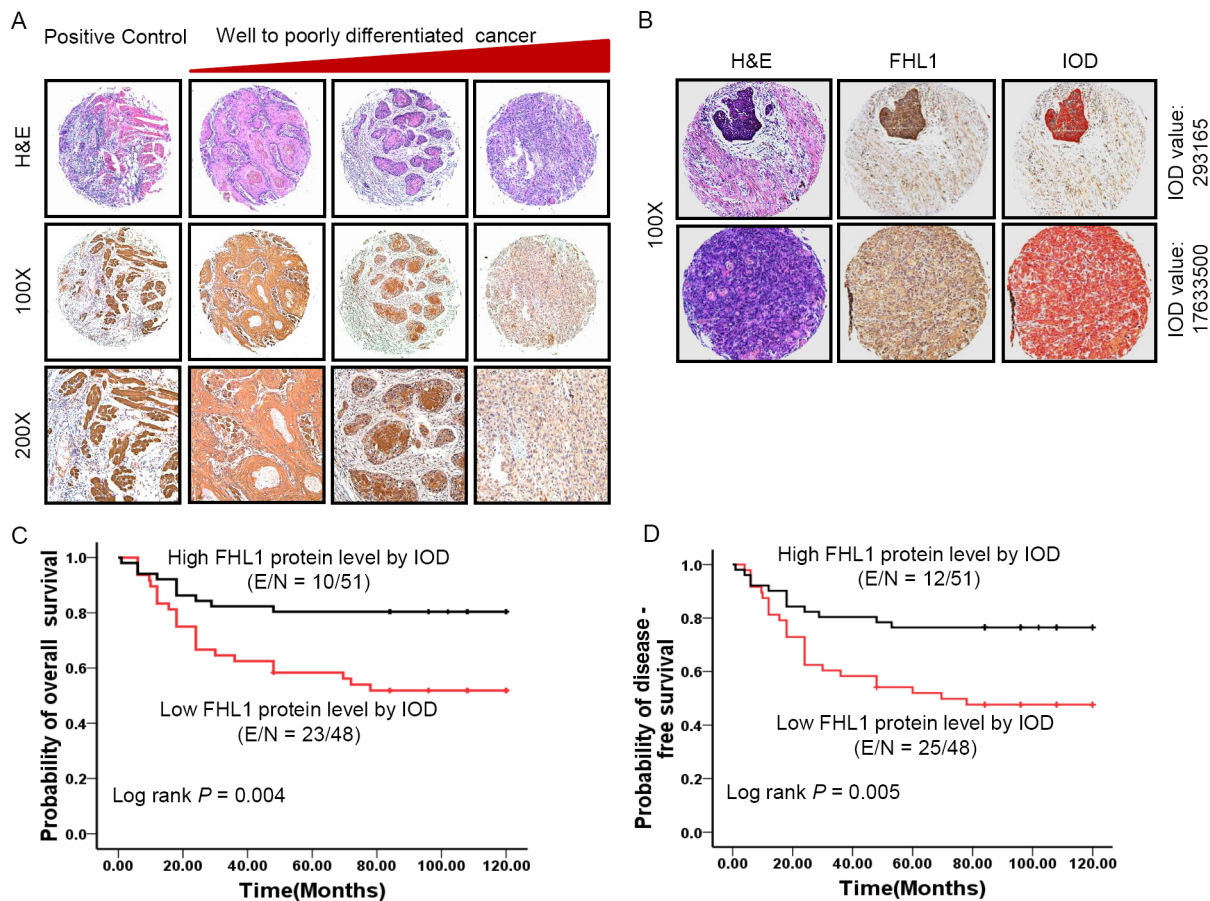 A
Positive Control
Well to poorly differentiated cancer
H&E
100X
200X
B
H&E
FHL1
IOD
100X
IOD value:
293165
IOD value:
17633500
C
Probability of overall survival
1.0
0.8
0.6
0.4
0.2
0.0
High FHL1 protein level by IOD
(E/N = 10/51)
Low FHL1 protein level by IOD
(E/N = 23/48)
Log rank P = 0.004
0.00 20.00 40.00 60.00 80.00 100.00 120.00
Time(Months)
D
Probability of disease -
free survival
1.0
0.8
0.6
0.4
0.2
0.0
High FHL1 protein level by IOD
(E/N = 12/51)
Low FHL1 protein level by IOD
(E/N = 25/48)
Log rank P = 0.005
0.00 20.00 40.00 60.00 80.00 100.00 120.00
Time(Months)